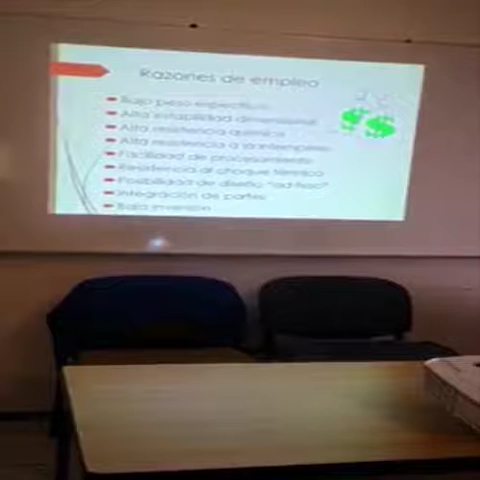 Razones de empleo
Bajo peso específico
Alta estabilidad dimensional
Alta resistencia química
Alta resistencia a la intemperie
Facilidad de procesamiento
Resistencia al choque térmico
Posibilidad de diseño "ad-hoc"
Integración de partes
Baja inversión
$ $